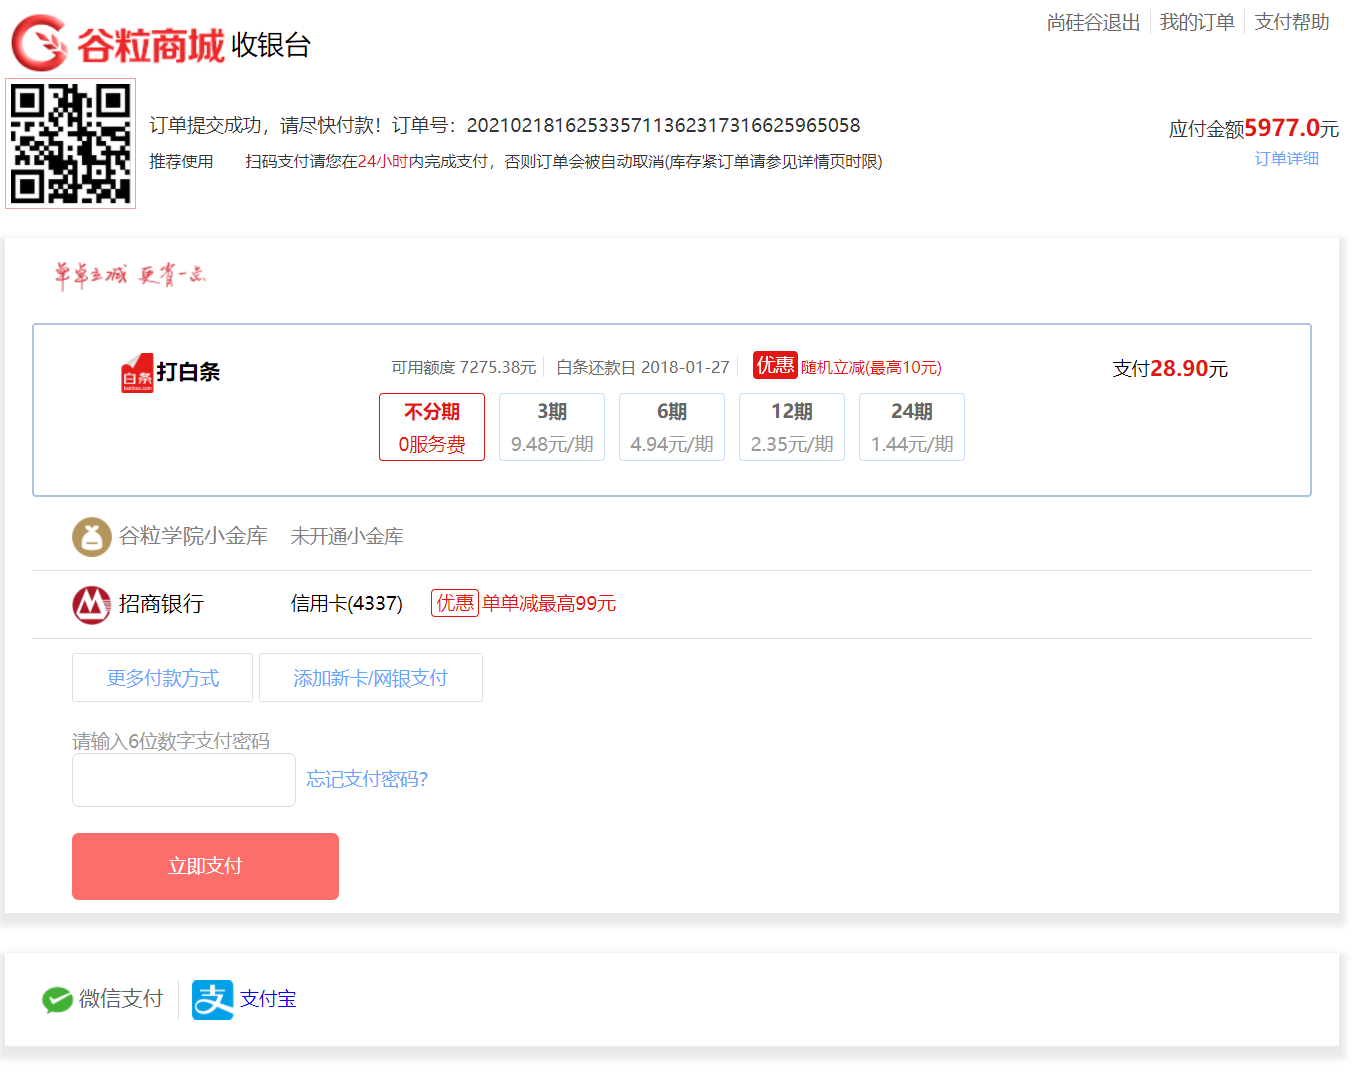 尚硅谷退出 我的订单 支付帮助
谷粒商城 收银台
订单提交成功，请尽快付款！订单号：202102181625335711362317316625965058
应付金额5977.0元
推荐使用 扫码支付请您在24小时内完成支付，否则订单会被自动取消(库存紧订单请参见详情页时限)
订单详细
单单立减 更省一点
白条
打白条
可用额度 7275.38元 白条还款日 2018-01-27 优惠 随机立减(最高10元)
支付28.90元
不分期 3期 6期 12期 24期
0服务费 9.48元/期 4.94元/期 2.35元/期 1.44元/期
谷粒学院小金库 未开通小金库
招商银行 信用卡(4337) 优惠 单单减最高99元
更多付款方式 添加新卡/网银支付
请输入6位数字支付密码
忘记支付密码?
立即支付
微信支付 支 支付宝